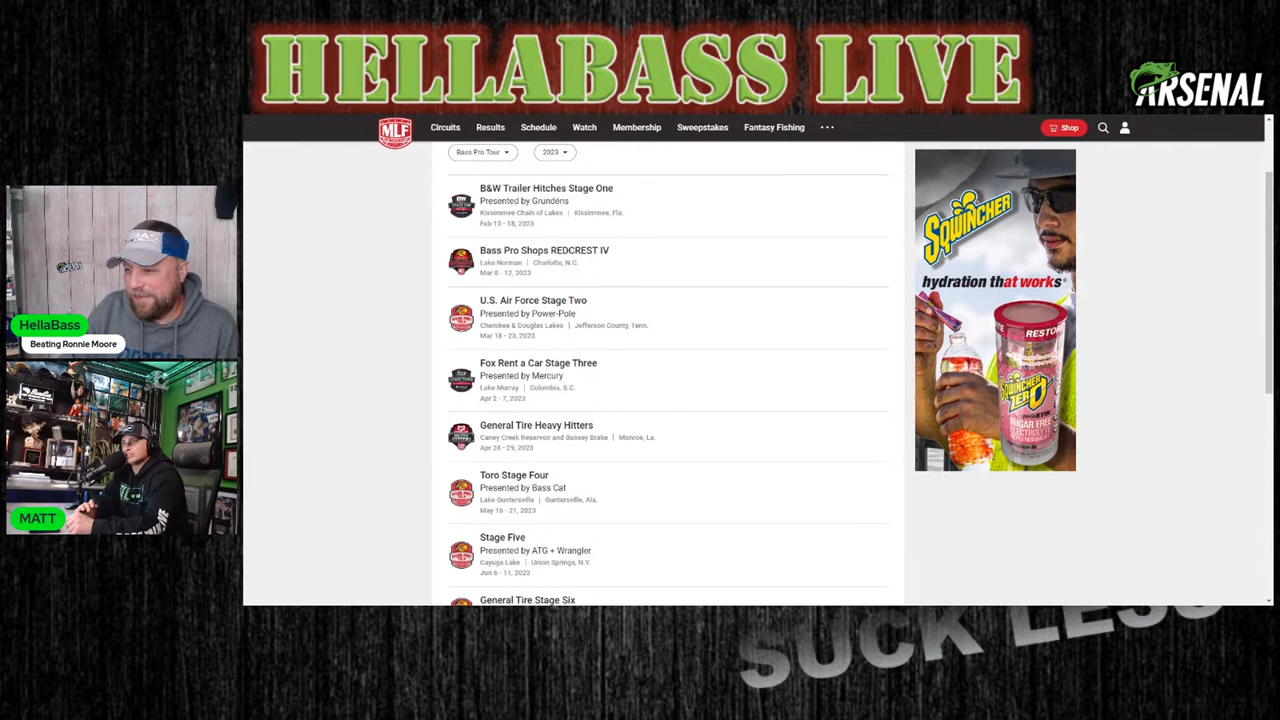 HELLABASS LIVE
ARSENAL
MLF
Circuits Results Schedule Watch Membership Sweepstakes Fantasy Fishing
Shop
Bass Pro Tour
2023
B&W Trailer Hitches Stage One
Presented by Grundéns
Kissimmee Chain of Lakes | Kissimmee, Fla.
Feb 13 - 18, 2023
Bass Pro Shops REDCREST IV
Lake Norman | Charlotte, N.C.
Mar 8 - 12, 2023
U.S. Air Force Stage Two
Presented by Power-Pole
Cherokee & Douglas Lakes | Jefferson County, Tenn.
Mar 18 - 23, 2023
Fox Rent a Car Stage Three
Presented by Mercury
Lake Murray | Columbia, S.C.
Apr 2 - 7, 2023
General Tire Heavy Hitters
Caney Creek Reservoir and Bussey Brake | Monroe, La.
Apr 24 - 29, 2023
Toro Stage Four
Presented by Bass Cat
Lake Guntersville | Guntersville, Ala.
May 16 - 21, 2023
Stage Five
Presented by ATG + Wrangler
Cayuga Lake | Union Springs, N.Y.
Jun 6 - 11, 2023
General Tire Stage Six
SQWINCHER
hydration that works®
RESTOR
SQWINCHER
ZERO
SUGAR FREE
HellaBass
Beating Ronnie Moore
MATT
SUCK LESS